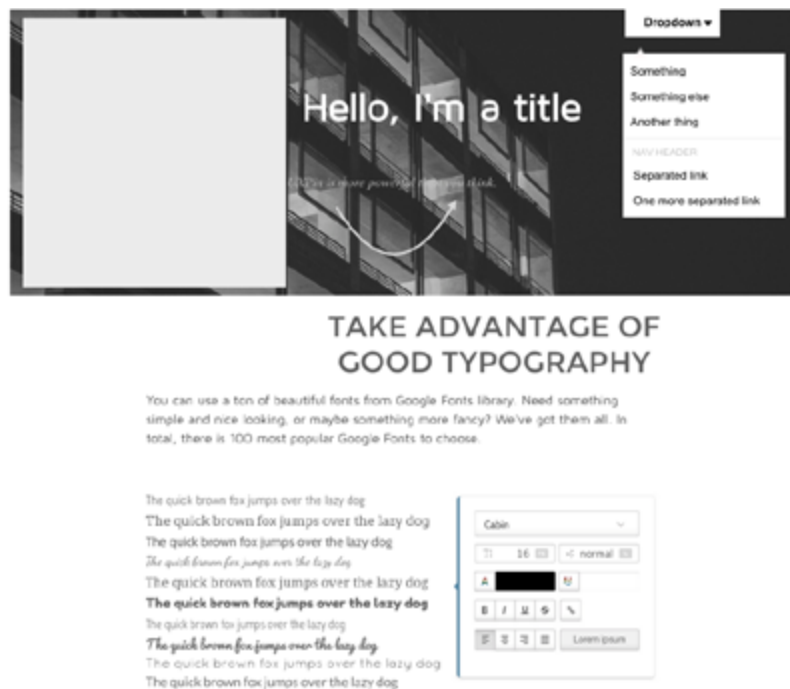 Dropdown
Something
Something else
Another thing
NAV HEADER
Separated link
One more separated link
Hello, I'm a title
is more powerful than you think.
TAKE ADVANTAGE OF
GOOD TYPOGRAPHY
You can use a ton of beautiful fonts from Google Fonts library. Need something
simple and nice looking, or maybe something more fancy? We've got them all. In
total, there is 100 most popular Google Fonts to choose.
The quick brown fox jumps over the lazy dog
The quick brown fox jumps over the lazy dog
The quick brown fox jumps over the lazy dog
The quick brown fox jumps over the lazy dog
The quick brown fox jumps over the lazy dog
The quick brown fox jumps over the lazy dog
The quick brown fox jumps over the lazy dog
The quick brown fox jumps over the lazy dog
The quick brown fox jumps over the lazy dog
The quick brown fox jumps over the lazy dog
Cabin
16 normal
A
B I U S
Lorem ipsum